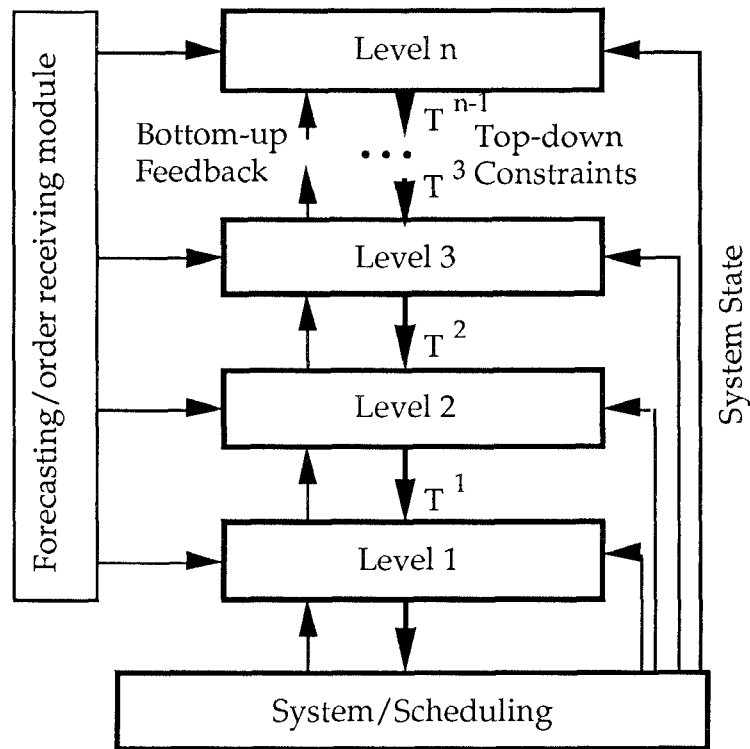 Level n
Bottom-up
Feedback
T^{n-1}
Top-down
Constraints
• • •
T^3
Level 3
T^2
Level 2
T^1
Level 1
System/Scheduling
Forecasting/order receiving module
System State